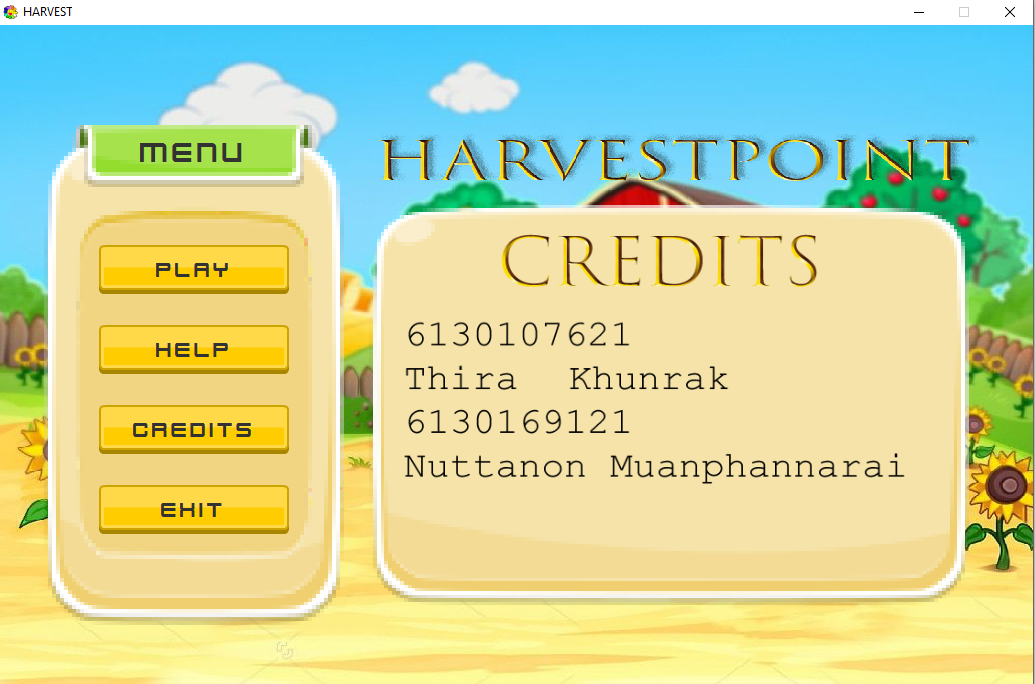 HARVEST
MENU
PLAY
HELP
CREDITS
EXIT
HARVESTPOINT
CREDITS
6130107621
Thira Khunrak
6130169121
Nuttanon Muanphannarai